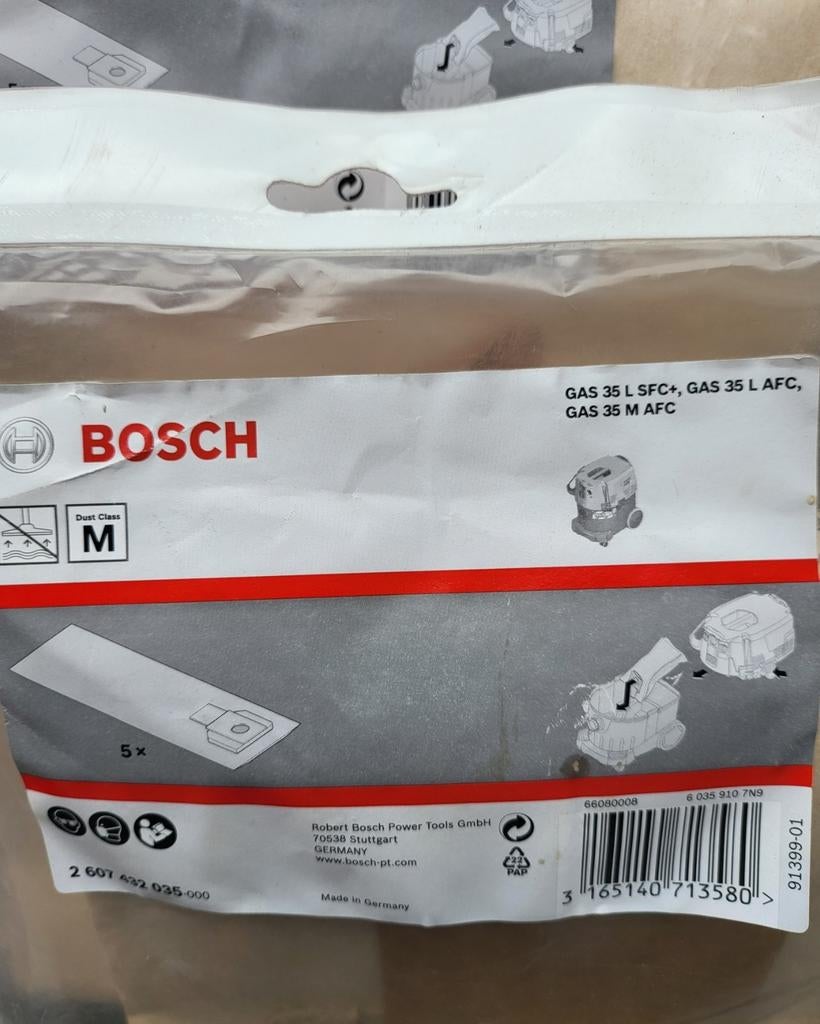 BOSCH
GAS 35 L SFC+, GAS 35 L AFC,
GAS 35 M AFC
Dust Class
M
5 ×
Robert Bosch Power Tools GmbH
70538 Stuttgart
GERMANY
www.bosch-pt.com
Made in Germany
2 607 432 035-000
22
PAP
66080008
6 035 910 7N9
3 165140 713580 >
91399-01